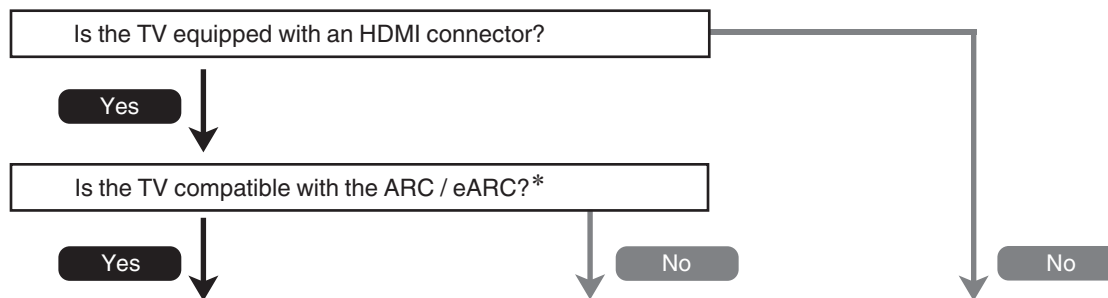 Is the TV equipped with an HDMI connector?
Yes
Is the TV compatible with the ARC / eARC?*
Yes
No
No